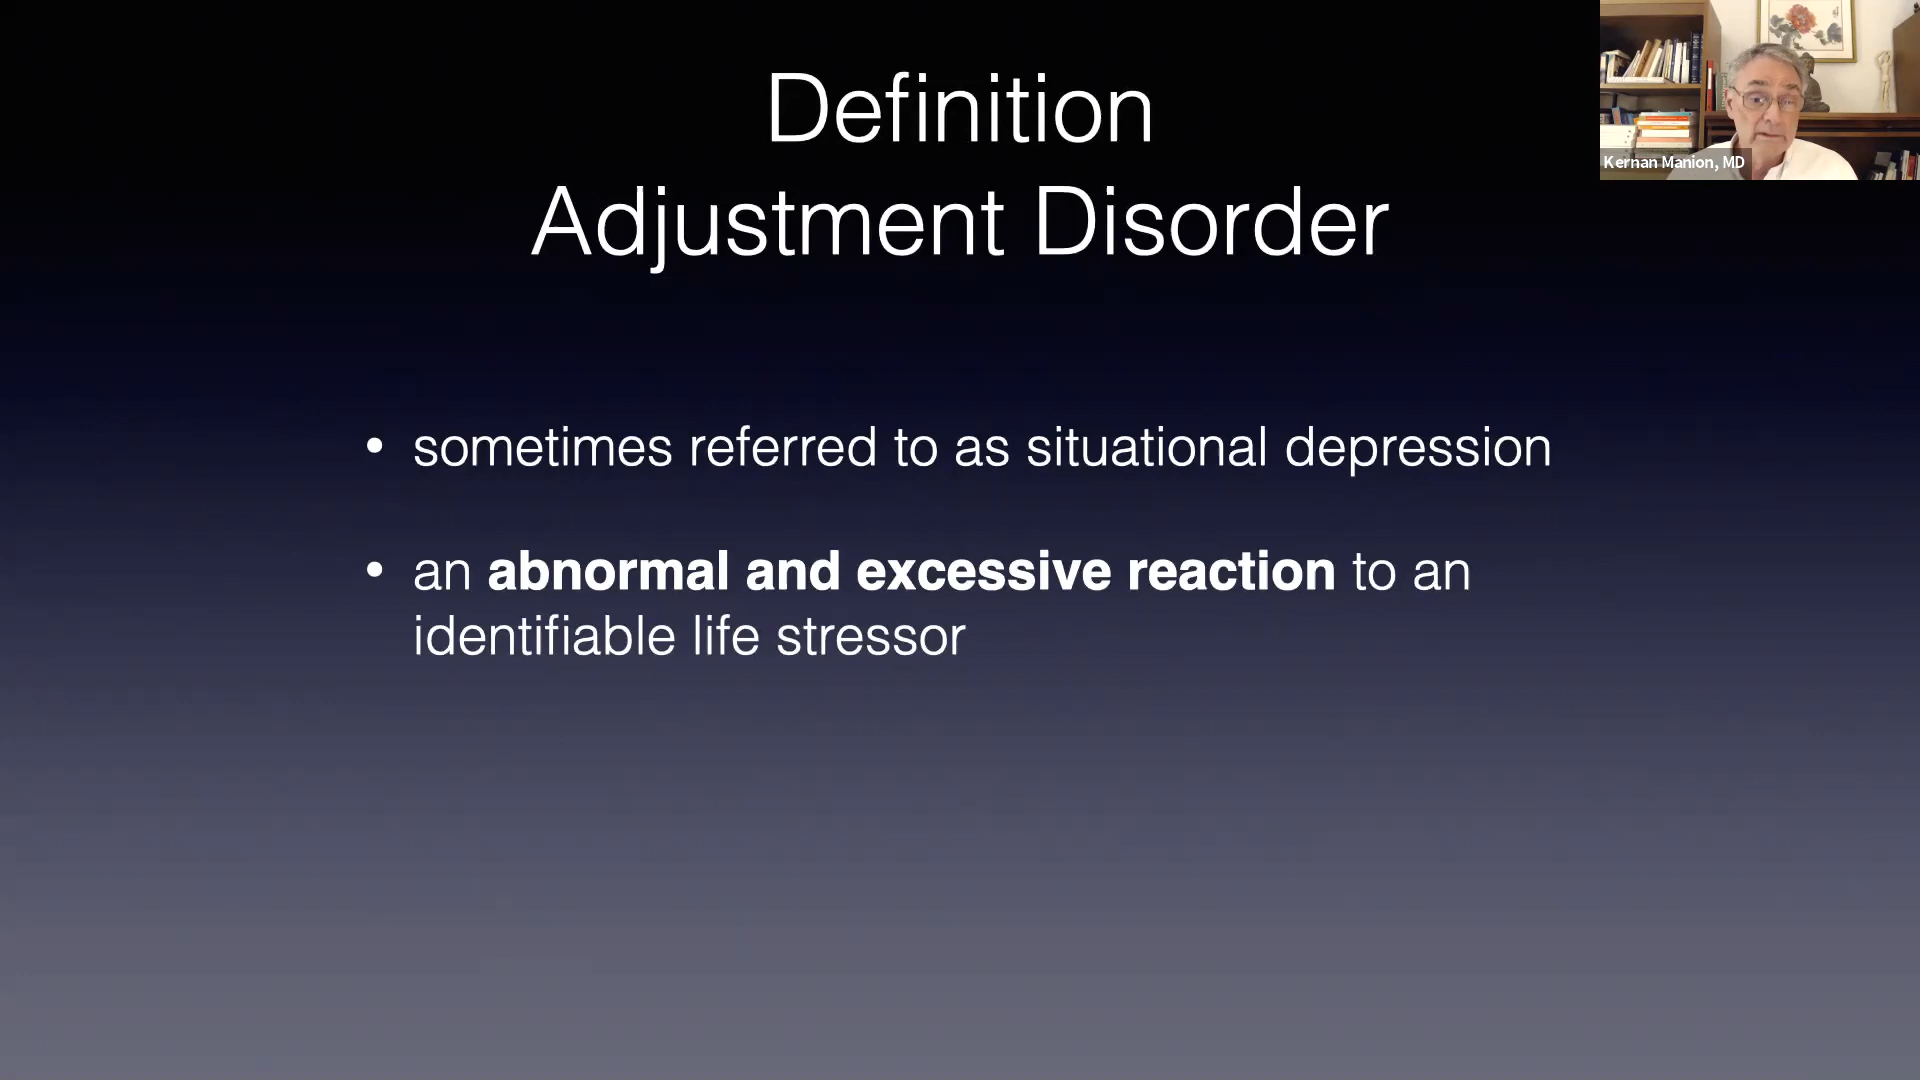 Definition
Adjustment Disorder
Kernan Manion, MD
• sometimes referred to as situational depression
• an abnormal and excessive reaction to an
identifiable life stressor